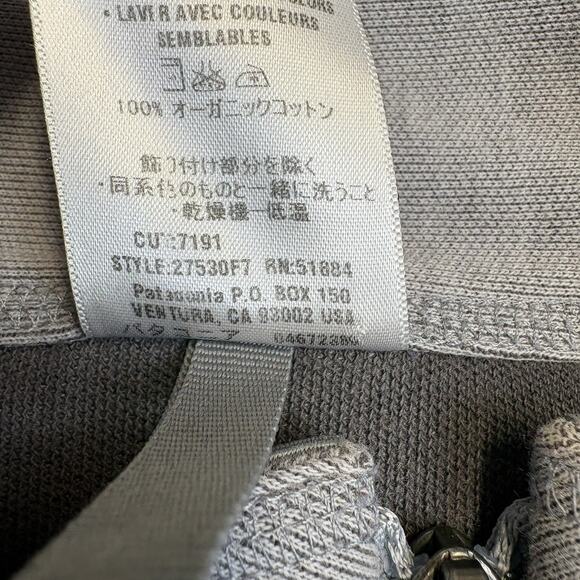 COLORS
• LAVER AVEC COULEURS
SEMBLABLES
100% オーガニックコットン
飾り付け部分を除く
・同系色のものと一緒に洗うこと
・乾燥機–低温
CUT:7191
STYLE:27530F7 RN:51884
Patagonia P.O. BOX 150
VENTURA, CA 93002 USA
パタゴニア